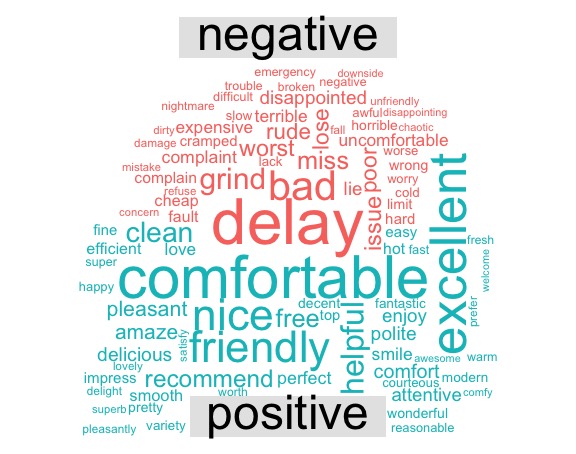 negative
emergency
downside
trouble
broken
negative
difficult
disappointed
unfriendly
nightmare
slow
terrible
lose
awful
disappointing
dirty
expensive
rude
fall
horrible
chaotic
damage
cramped
worst
uncomfortable
complaint
lack
miss
poor
worse
mistake
wrong
complain
grind
bad
lie
worry
refuse
cheap
cold
concern
fault
delay
issue
limit
hard
excellent
fine
clean
easy
efficient
love
hot
fast
fresh
super
comfortable
welcome
happy
pleasant
nice
free
decent
top
helpful
fantastic
enjoy
prefer
amaze
satisfy
friendly
polite
delicious
smile
awesome
warm
lovely
impress
recommend
perfect
comfort
courteous
modern
delight
smooth
worth
attentive
comfy
superb
pretty
positive
wonderful
pleasantly
variety
reasonable